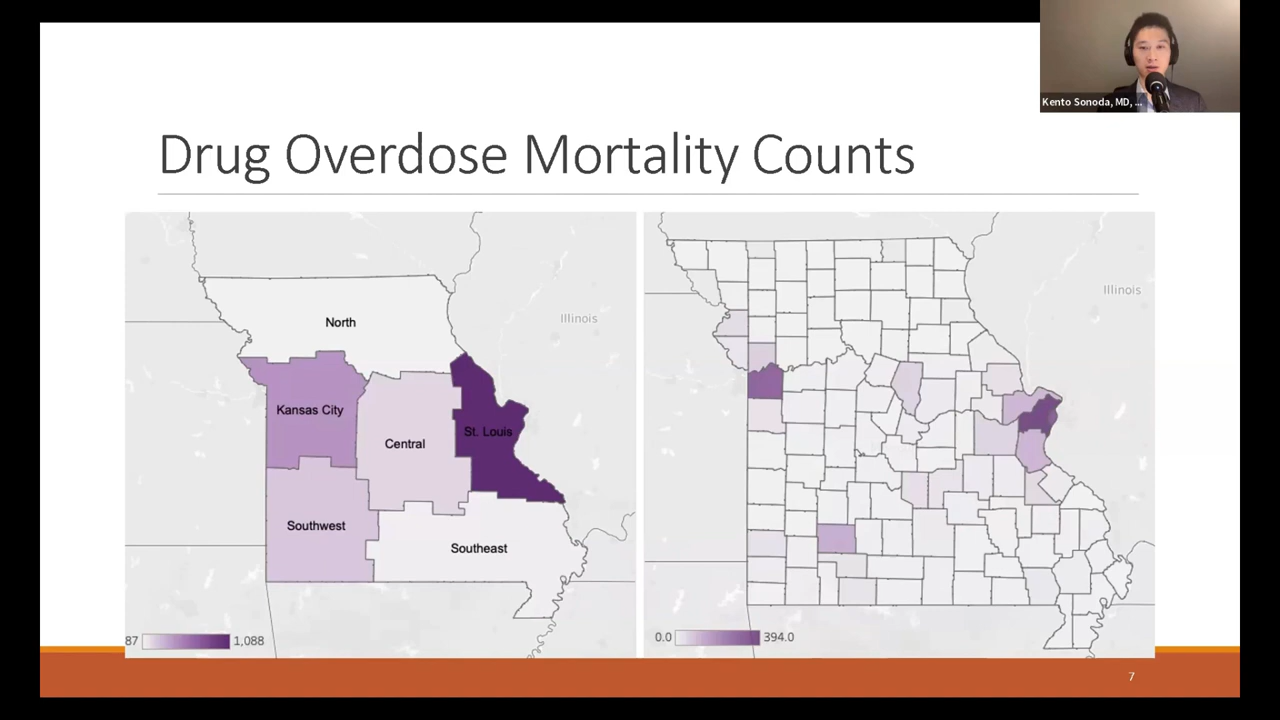 Kento Sonoda, MD, ...
Drug Overdose Mortality Counts
North
Illinois
Kansas City
Central
St. Louis
Southwest
Southeast
87
1,088
Illinois
0.0
394.0
7